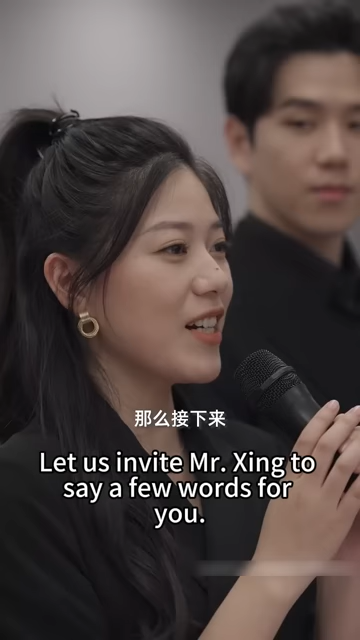 那么接下来
Let us invite Mr. Xing to
say a few words for
you.